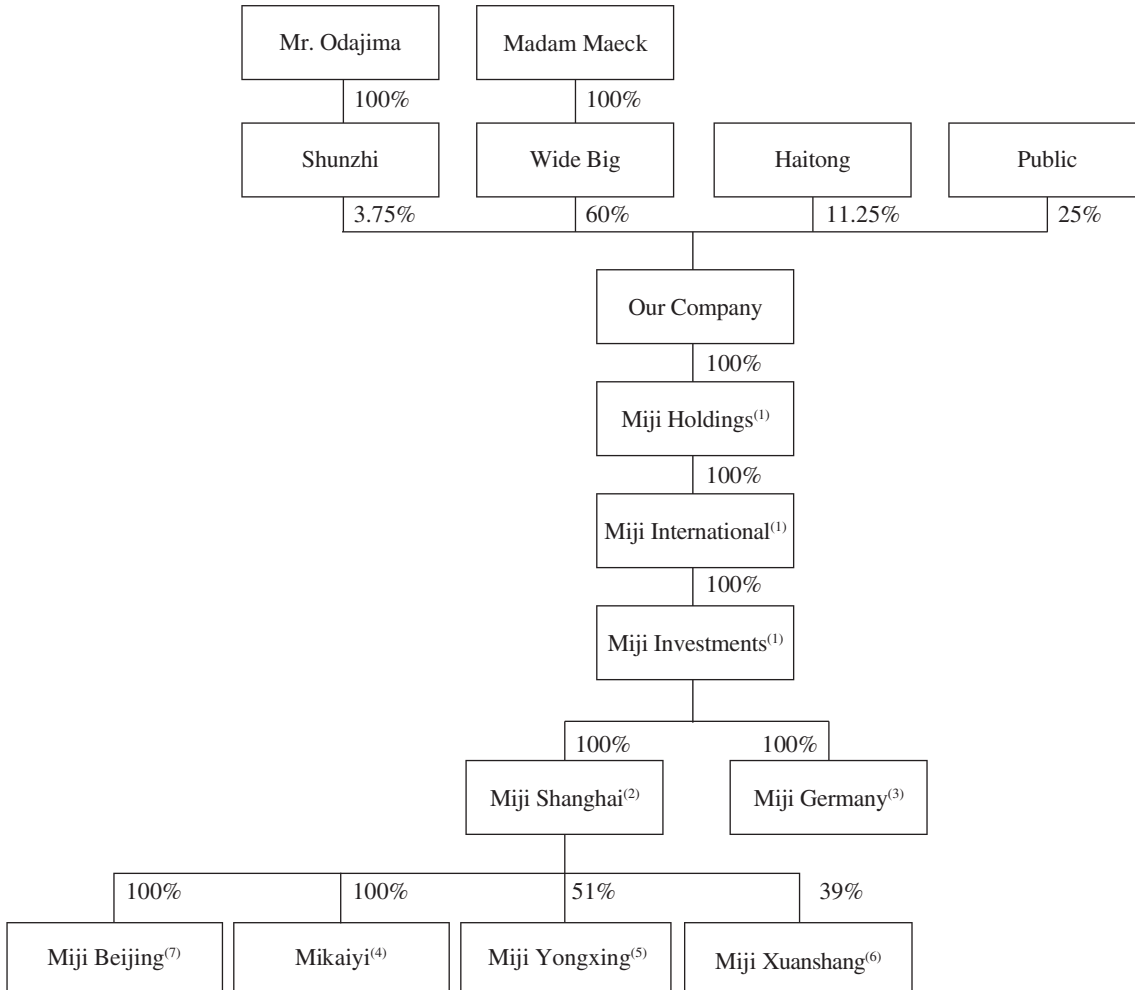 Mr. Odajima
Madam Maeck
100%
100%
Shunzhi
Wide Big
Haitong
Public
3.75%
60%
11.25%
25%
Our Company
100%
Miji Holdings(1)
100%
Miji International(1)
100%
Miji Investments(1)
100%
100%
Miji Shanghai(2)
Miji Germany(3)
100%
100%
51%
39%
Miji Beijing(7)
Mikaiyi(4)
Miji Yongxing(5)
Miji Xuanshang(6)